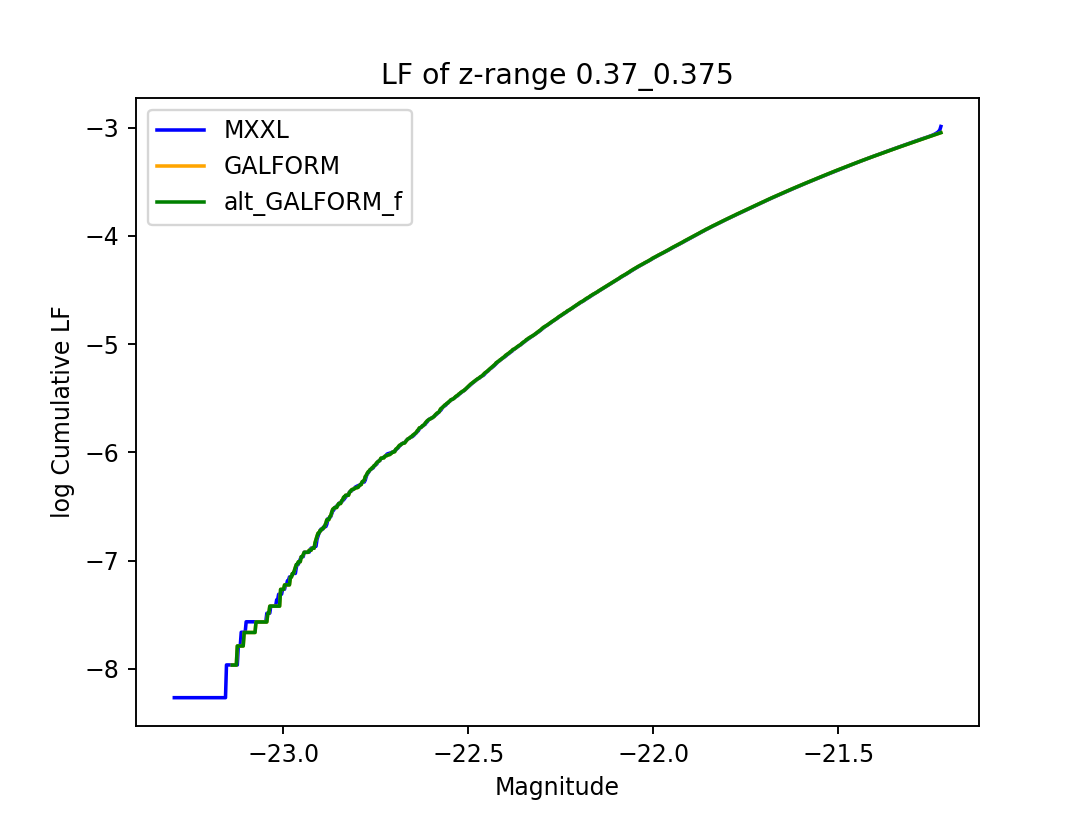 LF of z-range 0.37_0.375
MXXL
GALFORM
alt_GALFORM_f
−3
−4
−5
−6
−7
−8
log Cumulative LF
−23.0
−22.5
−22.0
−21.5
Magnitude